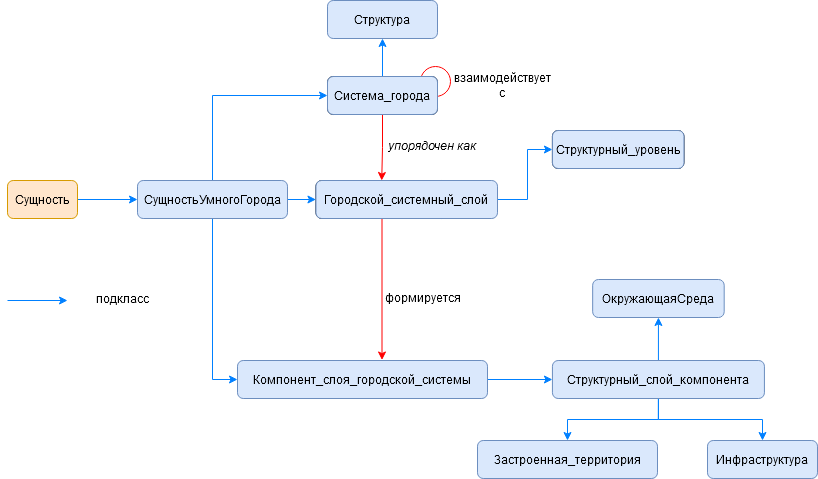 Структура
Система_города
взаимодействует
с
упорядочен как
Структурный_уровень
Сущность
СущностьУмногоГорода
Городской_системный_слой
подкласс
формируется
ОкружающаяСреда
Компонент_слоя_городской_системы
Структурный_слой_компонента
Застроенная_территория
Инфраструктура